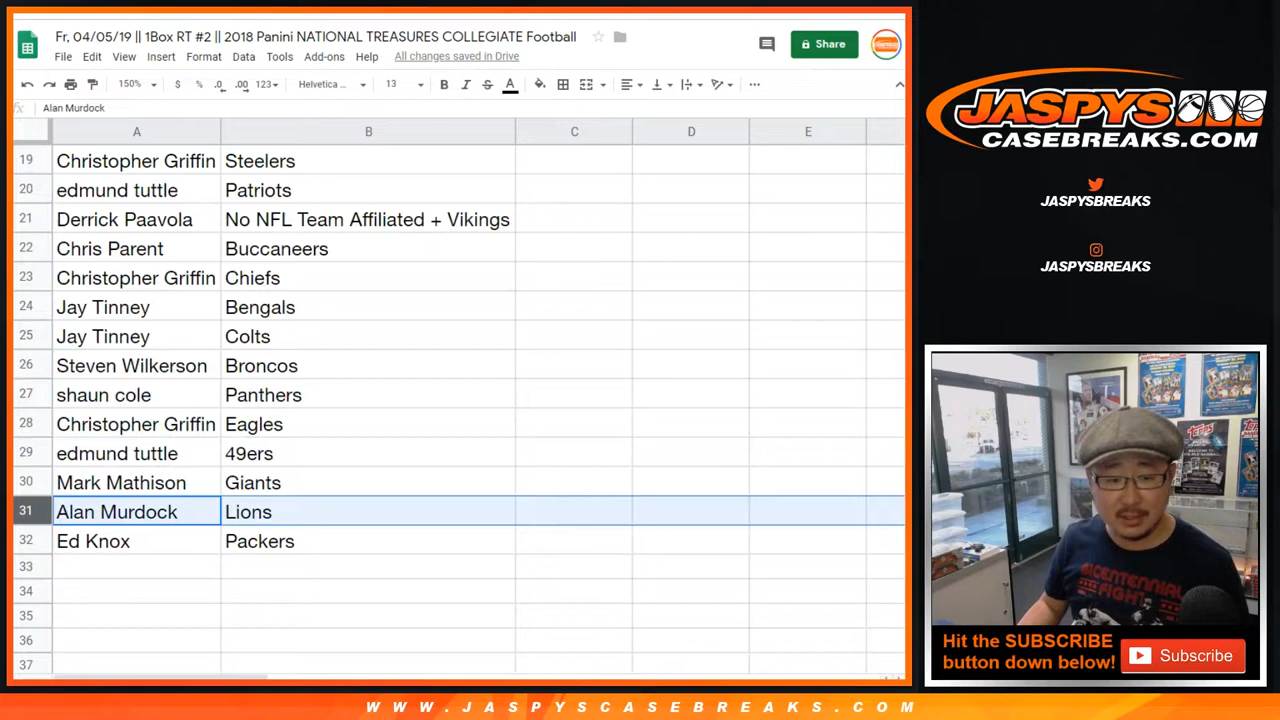 Fr, 04/05/19 || 1Box RT #2 || 2018 Panini NATIONAL TREASURES COLLEGIATE Football
File Edit View Insert Format Data Tools Add-ons Help All changes saved in Drive
Share
150% $ % .0 .00 123 Helvetica ... 13 B I S A
fx Alan Murdock
A B C D E
19 Christopher Griffin Steelers
20 edmund tuttle Patriots
21 Derrick Paavola No NFL Team Affiliated + Vikings
22 Chris Parent Buccaneers
23 Christopher Griffin Chiefs
24 Jay Tinney Bengals
25 Jay Tinney Colts
26 Steven Wilkerson Broncos
27 shaun cole Panthers
28 Christopher Griffin Eagles
29 edmund tuttle 49ers
30 Mark Mathison Giants
31 Alan Murdock Lions
32 Ed Knox Packers
33
34
35
36
37
JASPYS
CASEBREAKS.COM
JASPYSBREAKS
JASPYSBREAKS
TOPPS
BICENTENNIAL
FIGHT
Hit the SUBSCRIBE
button down below!
Subscribe
WWW.JASPYSCASEBREAKS.COM